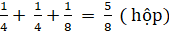 1/4 + 1/4 + 1/8 = 5/8 ( hộp)